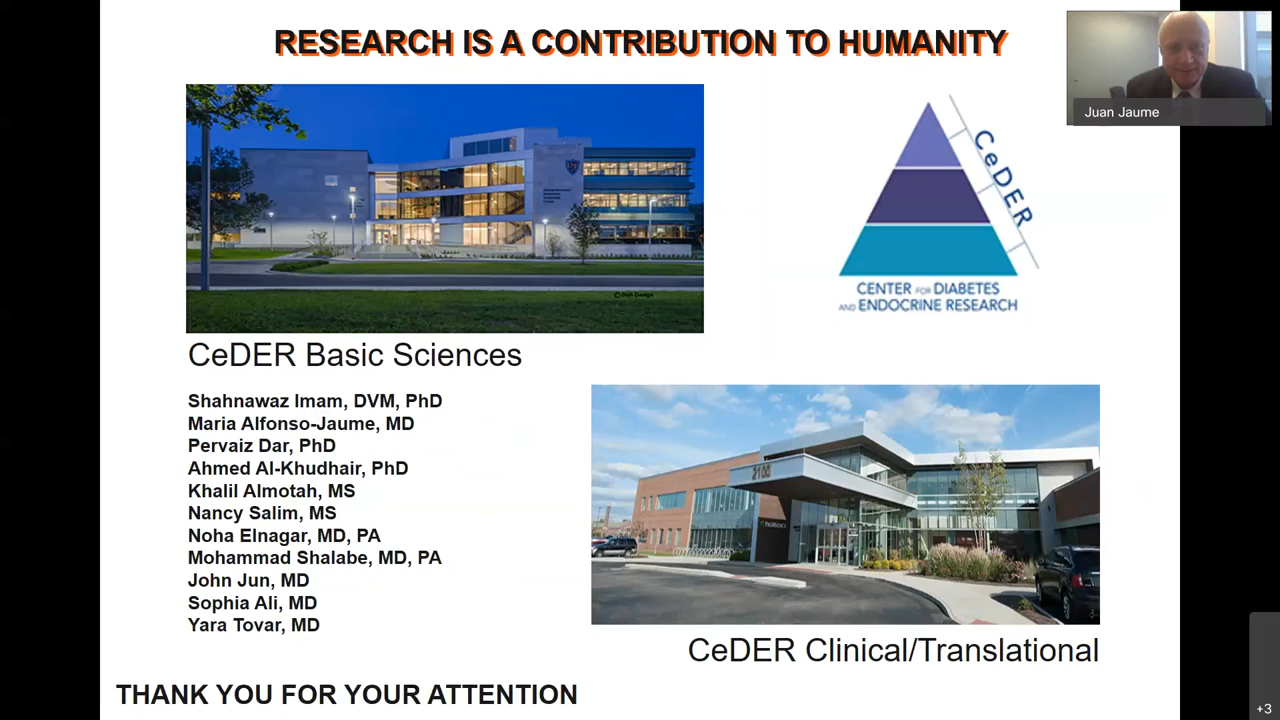 RESEARCH IS A CONTRIBUTION TO HUMANITY
Juan Jaume
CeDER
CENTER FOR DIABETES
AND ENDOCRINE RESEARCH
CeDER Basic Sciences
Shahnawaz Imam, DVM, PhD
Maria Alfonso-Jaume, MD
Pervaiz Dar, PhD
Ahmed Al-Khudhair, PhD
Khalil Almotah, MS
Nancy Salim, MS
Noha Elnagar, MD, PA
Mohammad Shalabe, MD, PA
John Jun, MD
Sophia Ali, MD
Yara Tovar, MD
2100
ProMedica
CeDER Clinical/Translational
THANK YOU FOR YOUR ATTENTION
+3